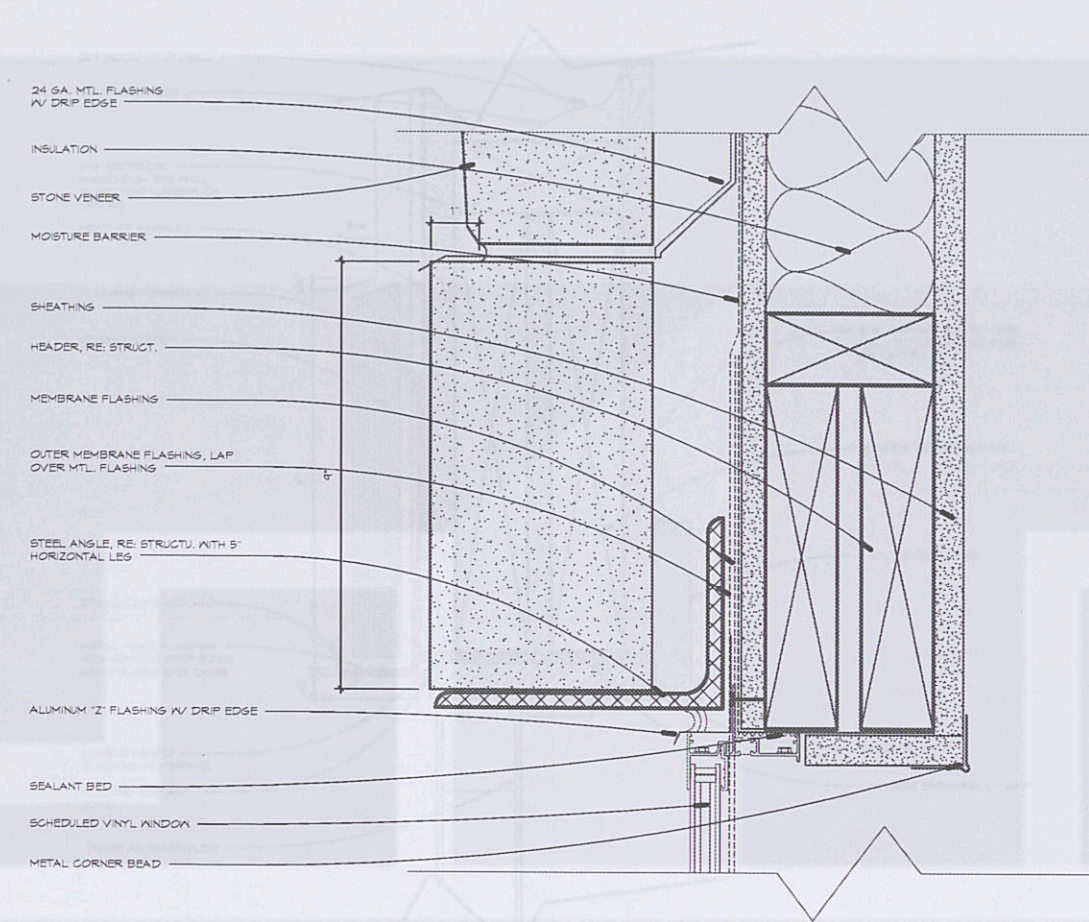 24 GA. MTL. FLASHING
W/ DRIP EDGE
INSULATION
STONE VENEER
1"
MOISTURE BARRIER
SHEATHING
HEADER, RE: STRUCT.
MEMBRANE FLASHING
OUTER MEMBRANE FLASHING, LAP
OVER MTL. FLASHING
9"
STEEL ANGLE, RE: STRUCTU. WITH 5"
HORIZONTAL LEG
ALUMINUM "Z" FLASHING W/ DRIP EDGE
SEALANT BED
SCHEDULED VINYL WINDOW
METAL CORNER BEAD